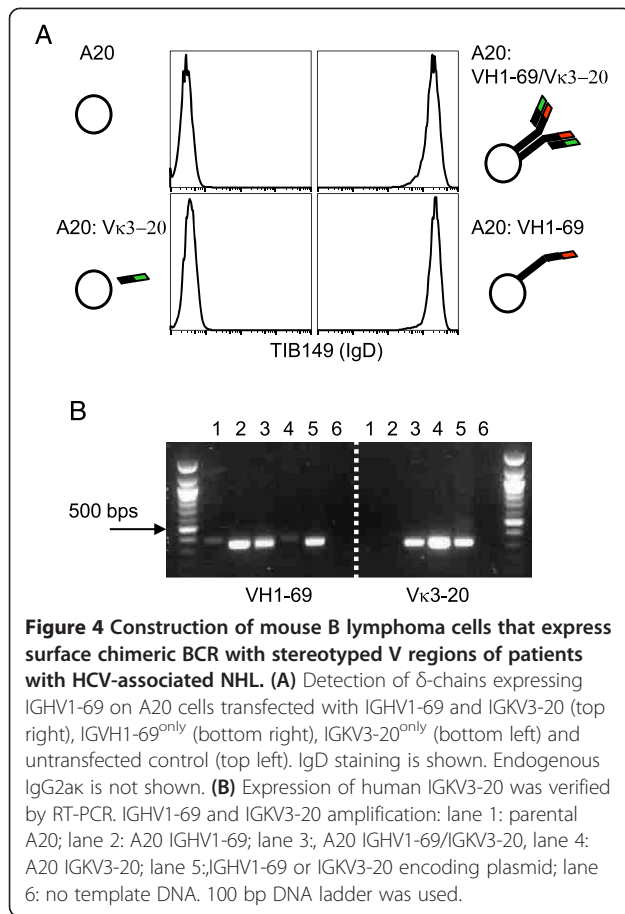 A
A20
A20:
VH1-69/Vκ3–20
A20: Vκ3–20
A20: VH1-69
TIB149 (IgD)
B
1 2 3 4 5 6 1 2 3 4 5 6
500 bps
VH1-69 Vκ3-20
Figure 4 Construction of mouse B lymphoma cells that express
surface chimeric BCR with stereotyped V regions of patients
with HCV-associated NHL. (A) Detection of δ-chains expressing
IGHV1-69 on A20 cells transfected with IGHV1-69 and IGKV3-20 (top
right), IGVH1-69only (bottom right), IGKV3-20only (bottom left) and
untransfected control (top left). IgD staining is shown. Endogenous
IgG2aκ is not shown. (B) Expression of human IGKV3-20 was verified
by RT-PCR. IGHV1-69 and IGKV3-20 amplification: lane 1: parental
A20; lane 2: A20 IGHV1-69; lane 3:, A20 IGHV1-69/IGKV3-20, lane 4:
A20 IGKV3-20; lane 5:,IGHV1-69 or IGKV3-20 encoding plasmid; lane
6: no template DNA. 100 bp DNA ladder was used.